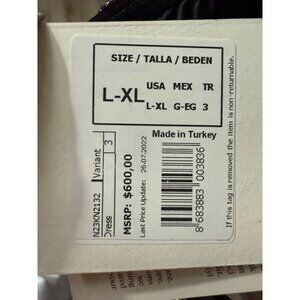 SIZE / TALLA / BEDEN
L-XL
USA MEX TR
L-XL G-EG 3
Made in Turkey
N23KN2132
Variant
3
Dress
MSRP: $600,00
Last Price Update: 26.07.2022
8 683883 003836
If this tag is removed the item is non-returnable.